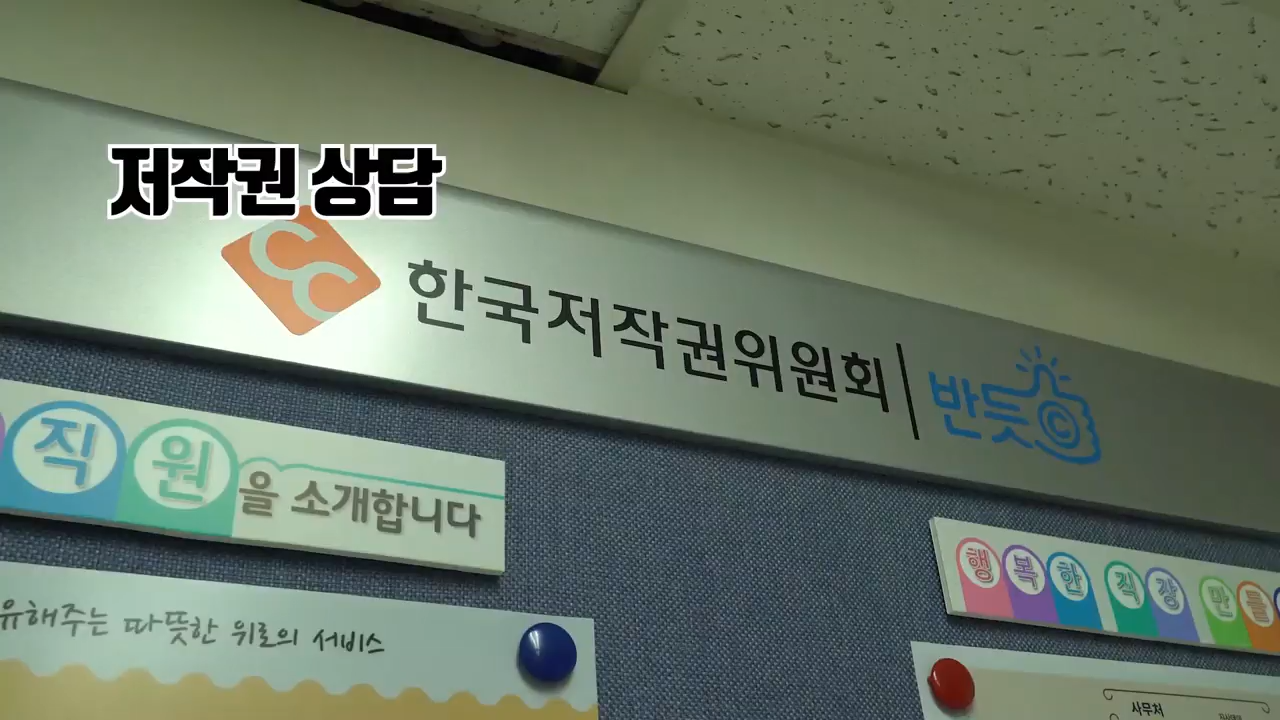 저작권 상담
CC 한국저작권위원회 | 반듯 ©
직원을 소개합니다
행복한 직장 만들
유해주는 따뜻한 위로의 서비스
사무처